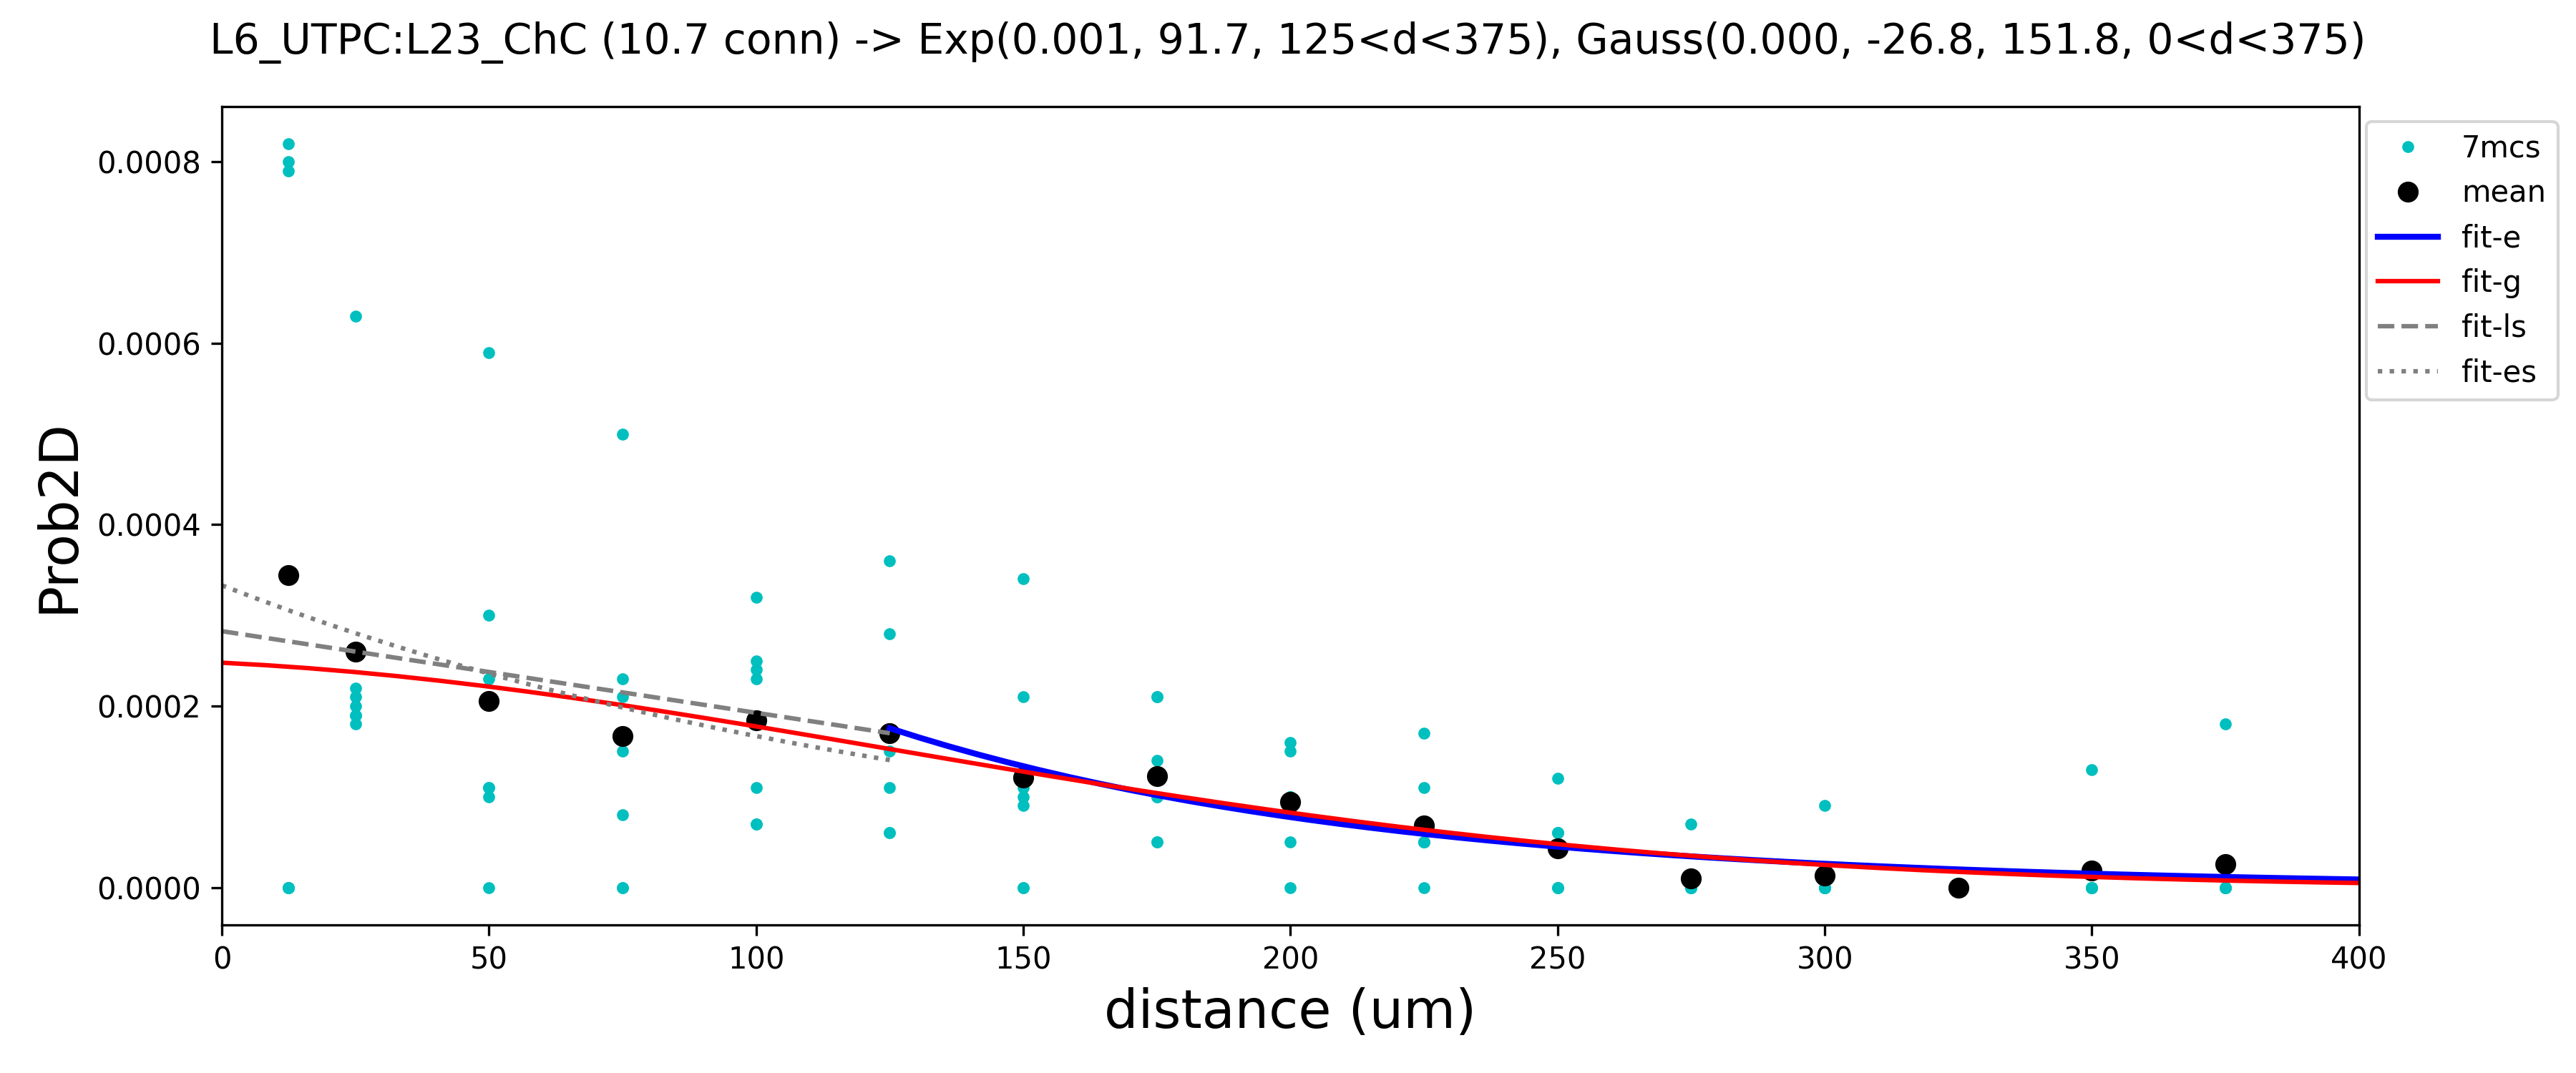 L6_UTPC:L23_ChC (10.7 conn) -> Exp(0.001, 91.7, 125<d<375), Gauss(0.000, -26.8, 151.8, 0<d<375)
7mcs
mean
fit-e
fit-g
fit-ls
fit-es
Prob2D
0.0008
0.0006
0.0004
0.0002
0.0000
0 50 100 150 200 250 300 350 400
distance (um)